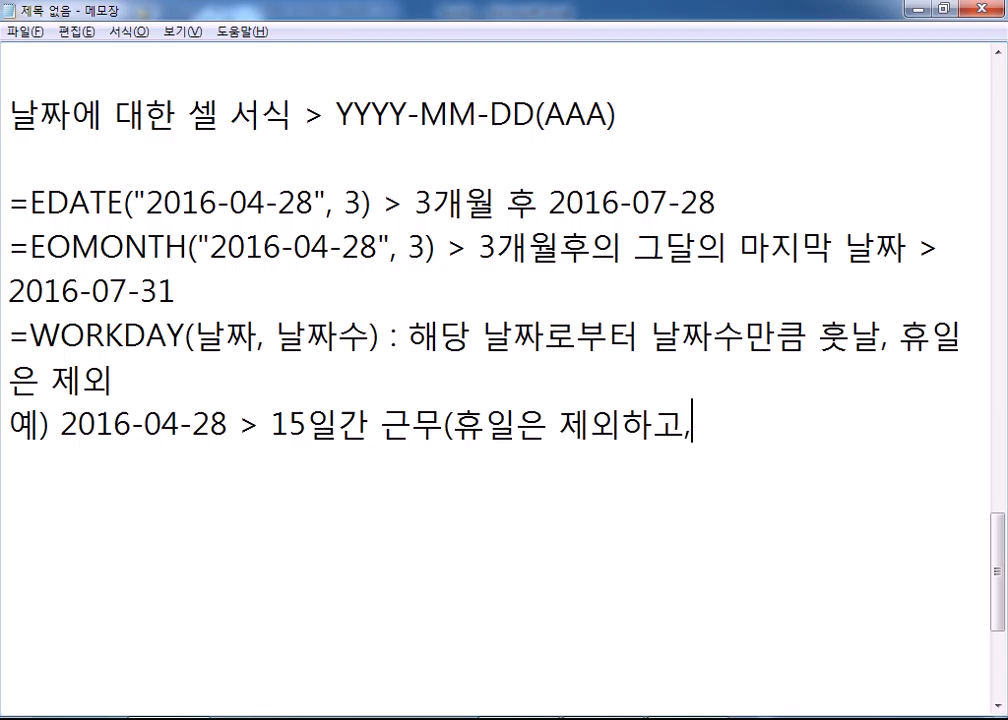 제목 없음 - 메모장
파일(F) 편집(E) 서식(O) 보기(V) 도움말(H)
날짜에 대한 셀 서식 > YYYY-MM-DD(AAA)
=EDATE("2016-04-28", 3) > 3개월 후 2016-07-28
=EOMONTH("2016-04-28", 3) > 3개월후의 그달의 마지막 날짜 >
2016-07-31
=WORKDAY(날짜, 날짜수) : 해당 날짜로부터 날짜수만큼 훗날, 휴일
은 제외
예) 2016-04-28 > 15일간 근무(휴일은 제외하고,